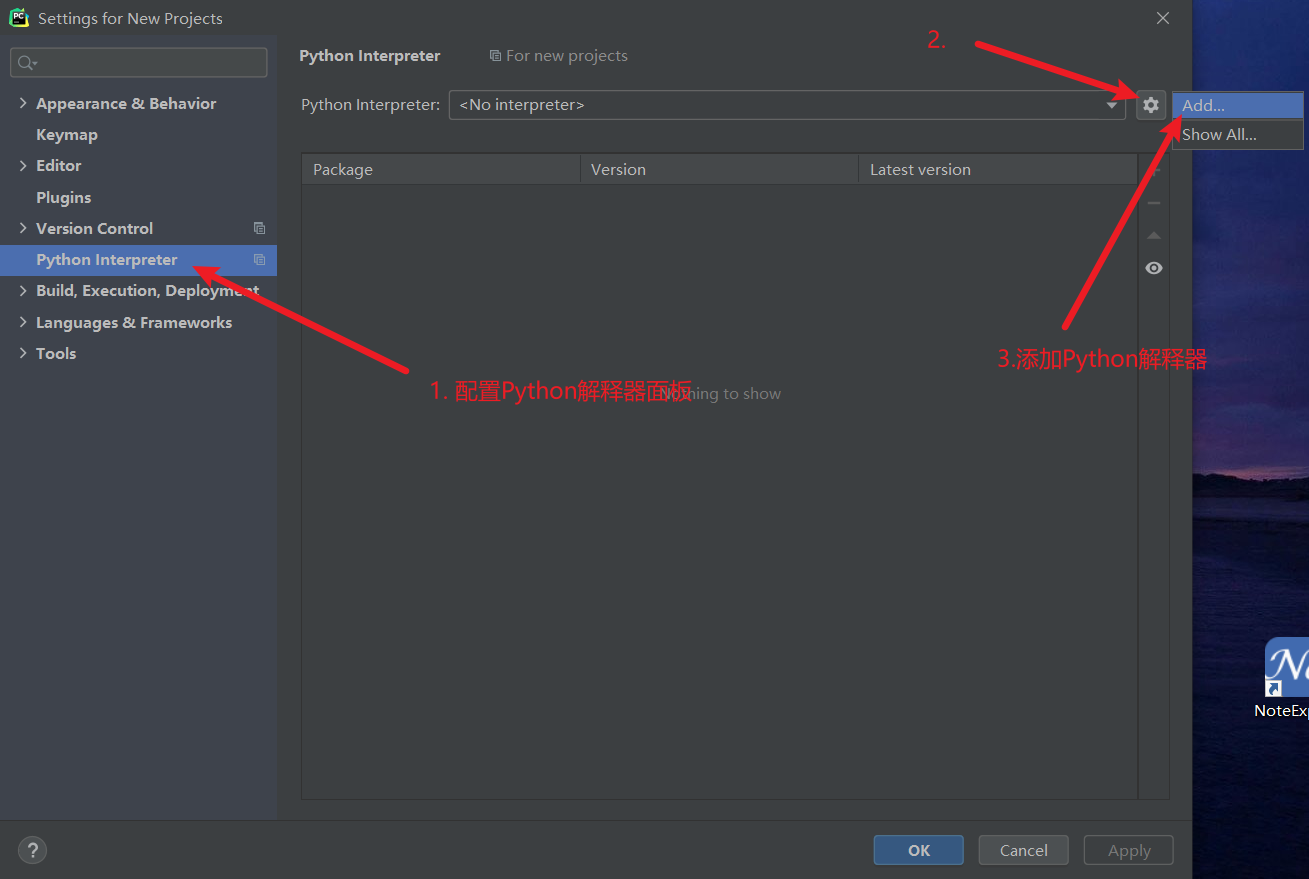 PC Settings for New Projects
Python Interpreter For new projects
2.
Appearance & Behavior
Keymap
Editor
Plugins
Version Control
Python Interpreter
Build, Execution, Deployment
Languages & Frameworks
Tools
Python Interpreter: <No interpreter>
Add...
Show All...
Package Version Latest version
3.添加Python解释器
1. 配置Python解释器面板
Nothing to show
NoteExp
? OK Cancel Apply